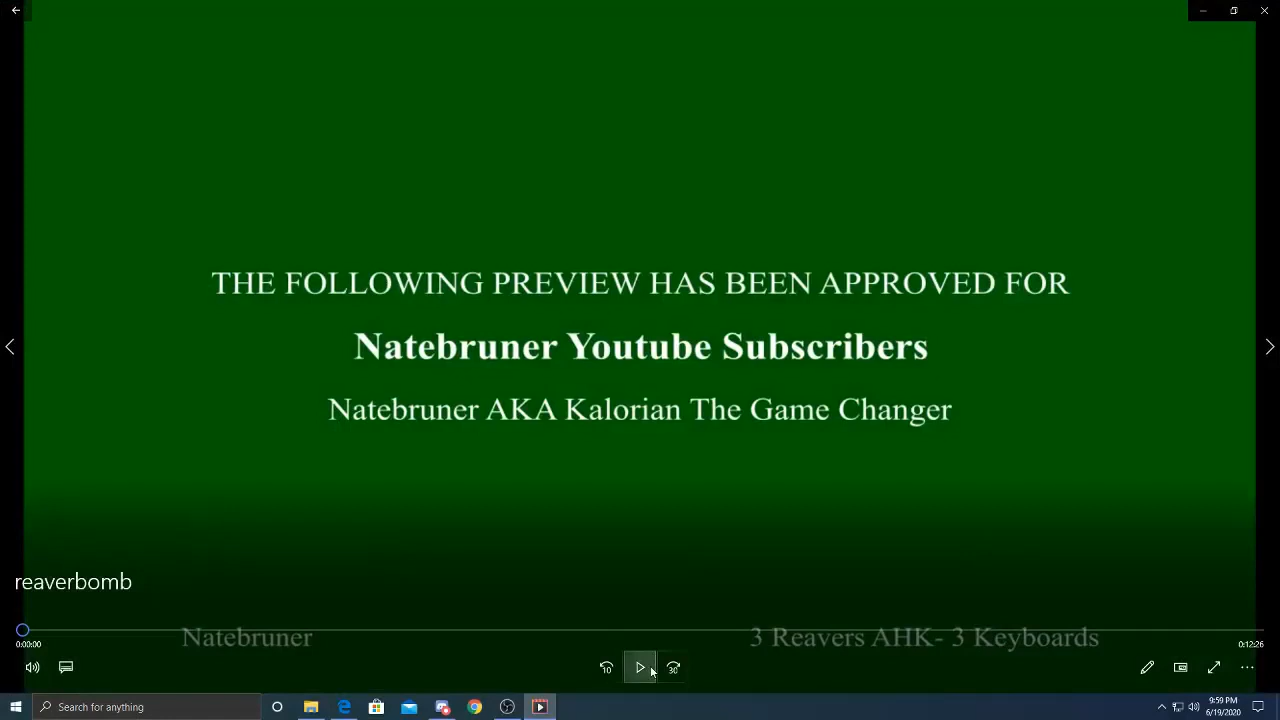 THE FOLLOWING PREVIEW HAS BEEN APPROVED FOR
Natebruner Youtube Subscribers
Natebruner AKA Kalorian The Game Changer
reaverbomb
Natebruner
3 Reavers AHK- 3 Keyboards
0:00:00
0:12:26
10
30
Search for anything
9:59 PM
6/19/2020